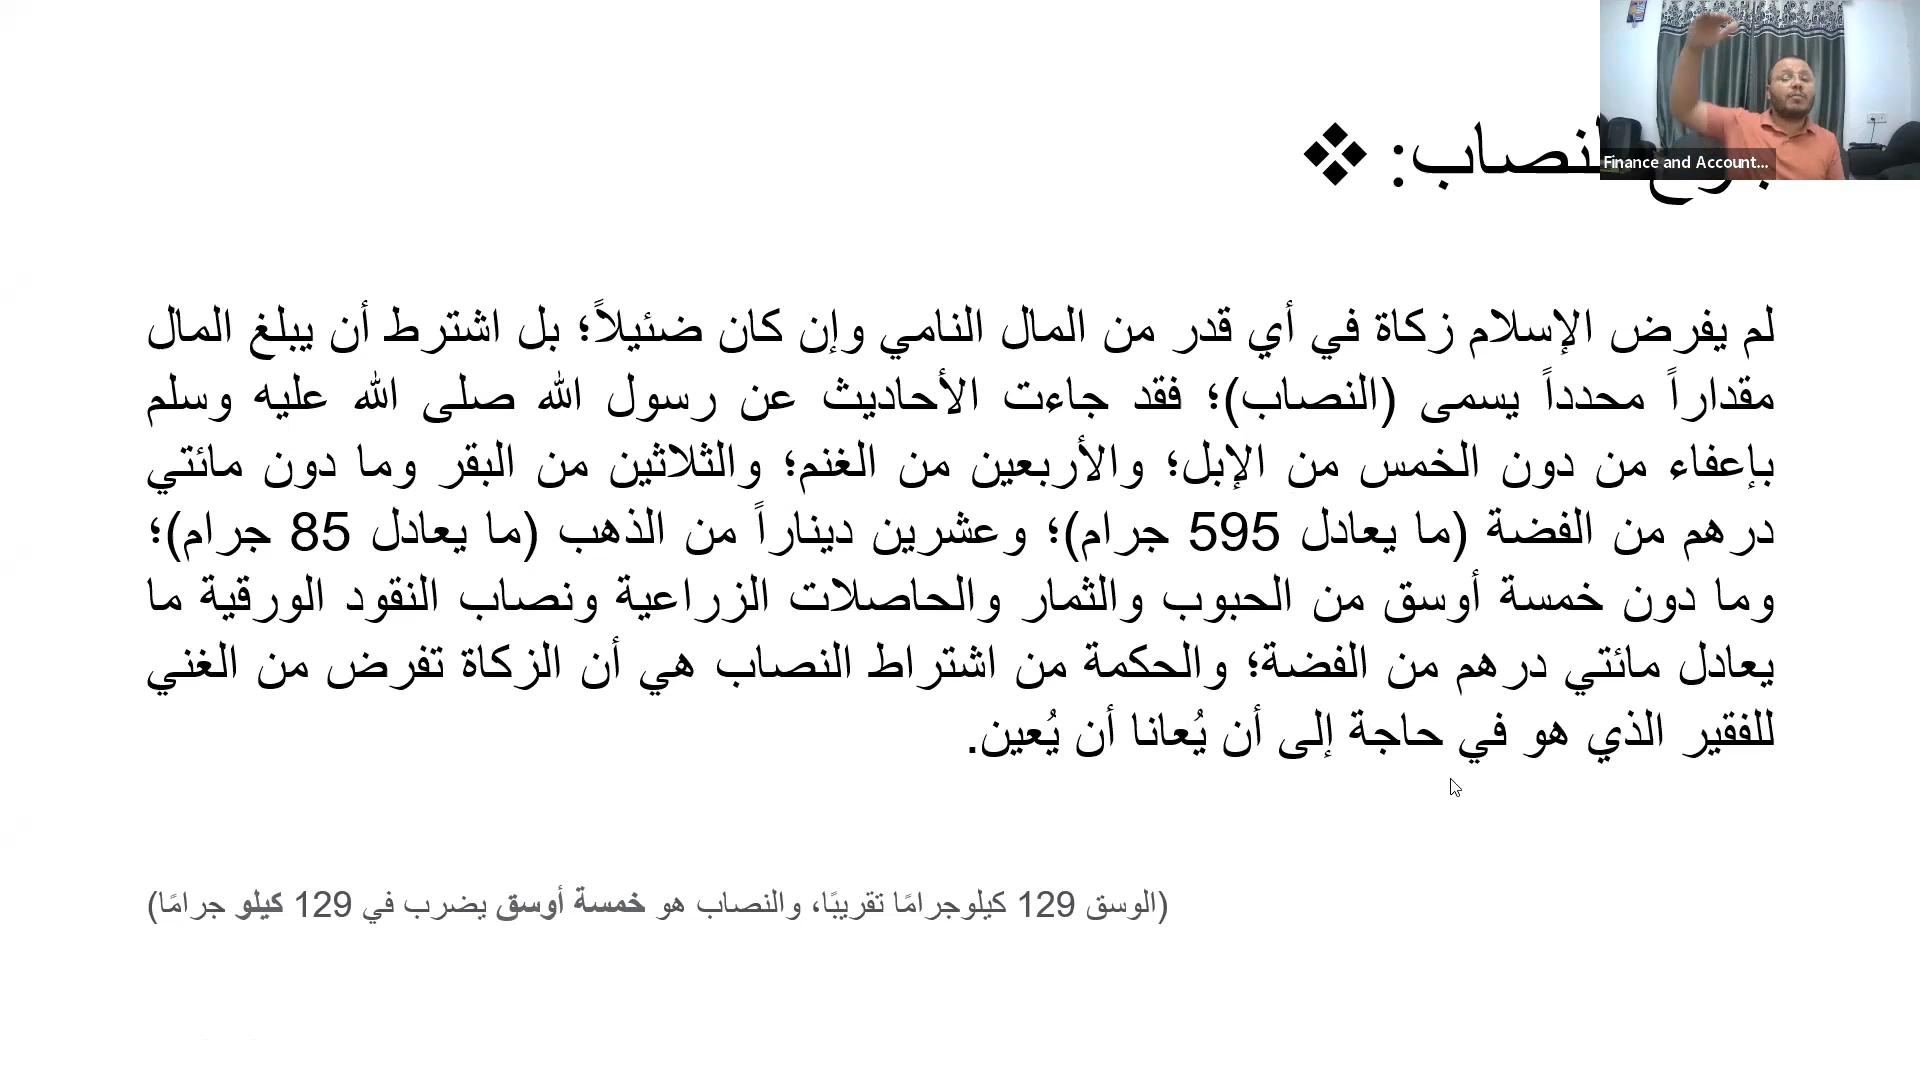 النصاب:
Finance and Account...
لم يفرض الإسلام زكاة في أي قدر من المال النامي وإن كان ضئيلاً؛ بل اشترط أن يبلغ المال
مقداراً محدداً يسمى (النصاب)؛ فقد جاءت الأحاديث عن رسول الله صلى الله عليه وسلم
بإعفاء من دون الخمس من الإبل؛ والأربعين من الغنم؛ والثلاثين من البقر وما دون مائتي
درهم من الفضة (ما يعادل 595 جرام)؛ وعشرين ديناراً من الذهب (ما يعادل 85 جرام)؛
وما دون خمسة أوسق من الحبوب والثمار والحاصلات الزراعية ونصاب النقود الورقية ما
يعادل مائتي درهم من الفضة؛ والحكمة من اشتراط النصاب هي أن الزكاة تفرض من الغني
للفقير الذي هو في حاجة إلى أن يُعانا أن يُعين.
(الوسق 129 كيلوجرامًا تقريبًا، والنصاب هو خمسة أوسق يضرب في 129 كيلو جرامًا)